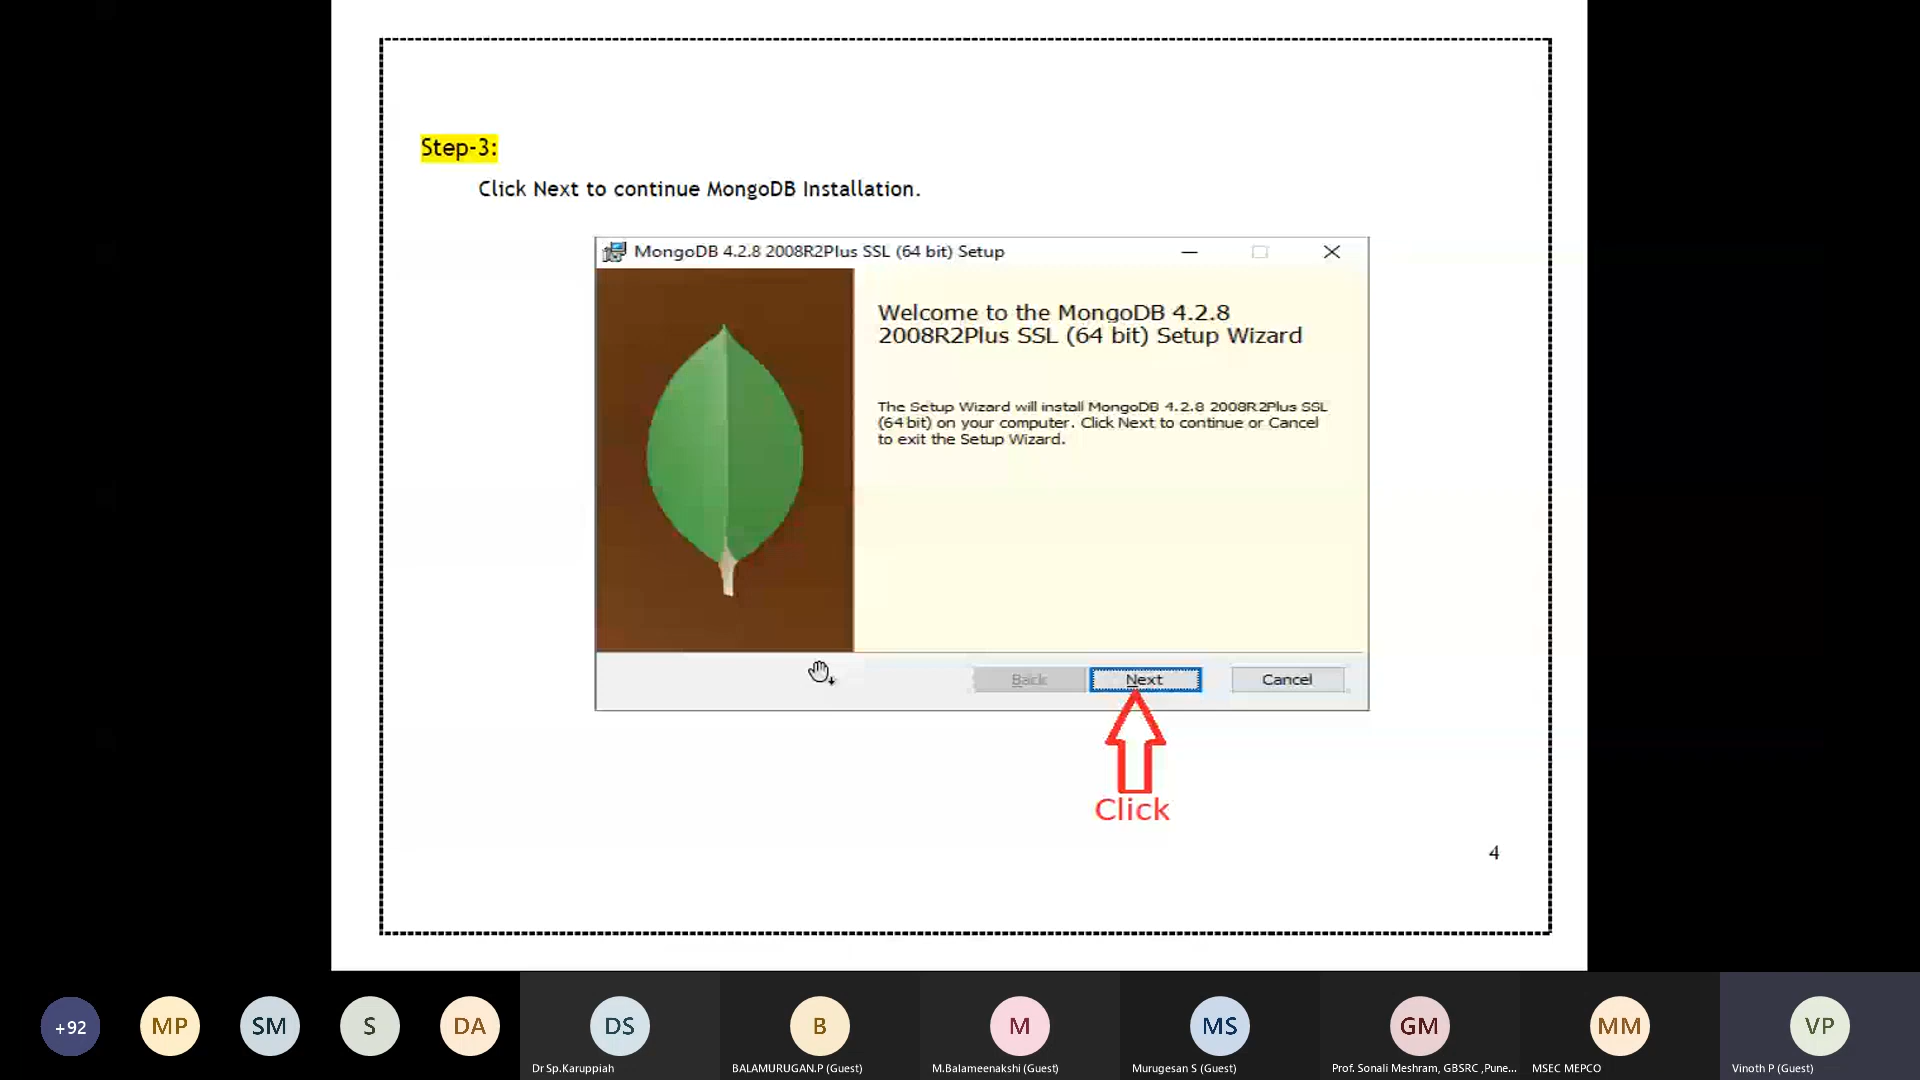 Step-3:
Click Next to continue MongoDB Installation.
MongoDB 4.2.8 2008R2Plus SSL (64 bit) Setup
Welcome to the MongoDB 4.2.8
2008R2Plus SSL (64 bit) Setup Wizard
The Setup Wizard will install MongoDB 4.2.8 2008R2Plus SSL
(64 bit) on your computer. Click Next to continue or Cancel
to exit the Setup Wizard.
Back Next Cancel
Click
4
+92 MP SM S DA DS B M MS GM MM VP
Dr Sp.Karuppiah BALAMURUGAN.P (Guest) M.Balameenakshi (Guest) Murugesan S (Guest) Prof. Sonali Meshram, GBSRC ,Pune... MSEC MEPCO Vinoth P (Guest)